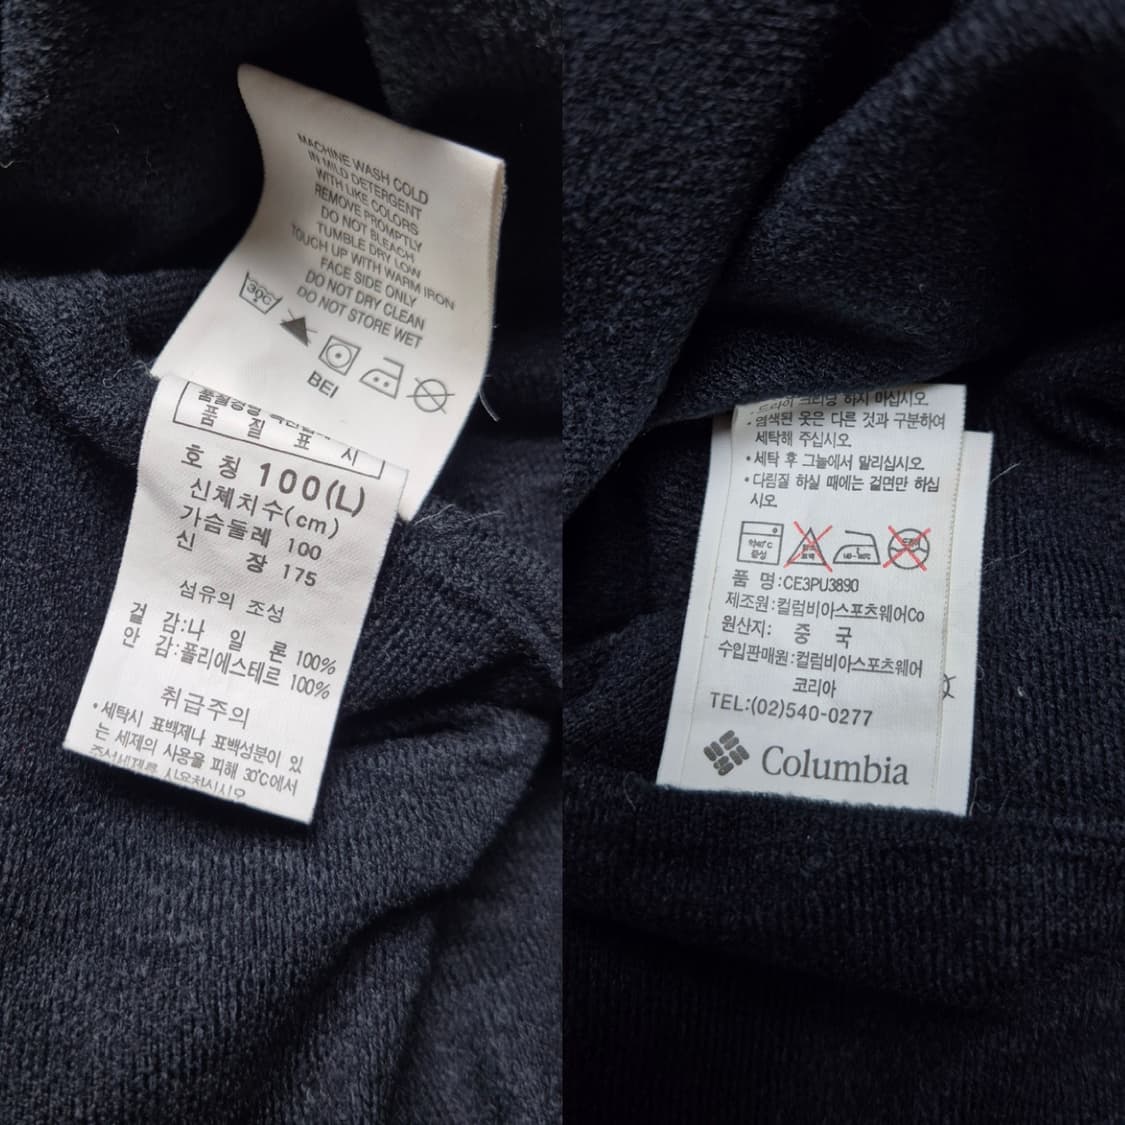 MACHINE WASH COLD
IN MILD DETERGENT
WITH LIKE COLORS
REMOVE PROMPTLY
DO NOT BLEACH
TUMBLE DRY LOW
TOUCH UP WITH WARM IRON
FACE SIDE ONLY
DO NOT DRY CLEAN
DO NOT STORE WET
30C
BEI
품 질 표 시
호 칭 100(L)
신체치수(cm)
가슴둘레 100
신 장 175
섬유의 조성
겉 감:나 일 론 100%
안 감:폴리에스테르 100%
취급주의
•세탁시 표백제나 표백성분이 있
는 세제의 사용을 피해 30℃에서
하지 마십시오.
•염색된 옷은 다른 것과 구분하여
세탁해 주십시오.
•세탁 후 그늘에서 말리십시오.
•다림질 하실 때에는 겉면만 하십
시오.
품 명:CE3PU3890
제조원:컬럼비아스포츠웨어Co
원산지: 중 국
수입판매원:컬럼비아스포츠웨어
코리아
TEL:(02)540-0277
Columbia